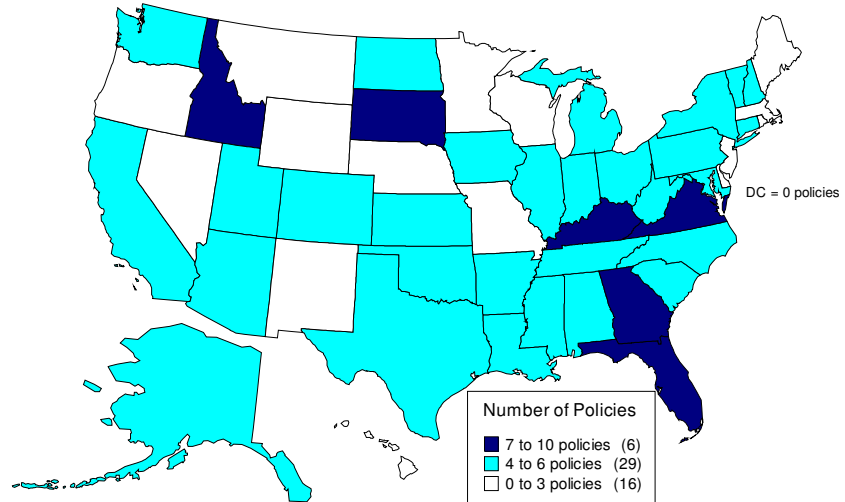 DC = 0 policies
Number of Policies
7 to 10 policies (6)
4 to 6 policies (29)
0 to 3 policies (16)